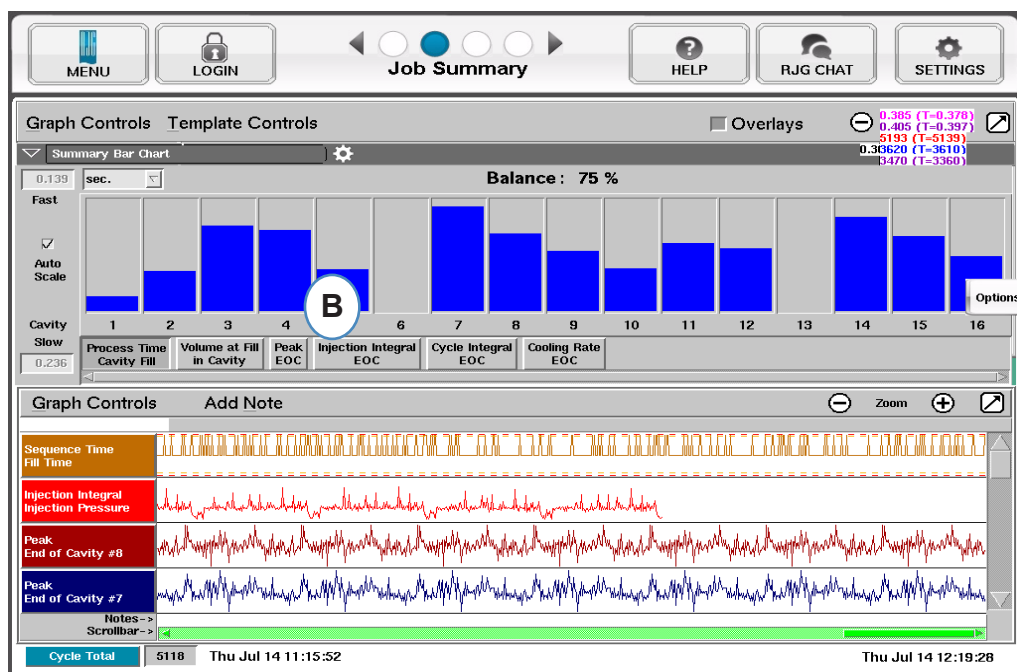 MENU
LOGIN
Job Summary
HELP
RJG CHAT
SETTINGS
Graph Controls Template Controls
Overlays
0.385 (T=0.378)
0.405 (T=0.397)
5193 (T=5139)
3620 (T=3610)
3470 (T=3360)
Summary Bar Chart
0.139 sec.
Balance: 75 %
Fast
Auto
Scale
B
Options
Cavity 1 2 3 4 6 7 8 9 10 11 12 13 14 15 16
Slow
0.236
Process Time
Cavity Fill
Volume at Fill
in Cavity
Peak
EOC
Injection Integral
EOC
Cycle Integral
EOC
Cooling Rate
EOC
Graph Controls Add Note
Zoom
Sequence Time
Fill Time
Injection Integral
Injection Pressure
Peak
End of Cavity #8
Peak
End of Cavity #7
Notes->
Scrollbar->
Cycle Total 5118 Thu Jul 14 11:15:52 Thu Jul 14 12:19:28